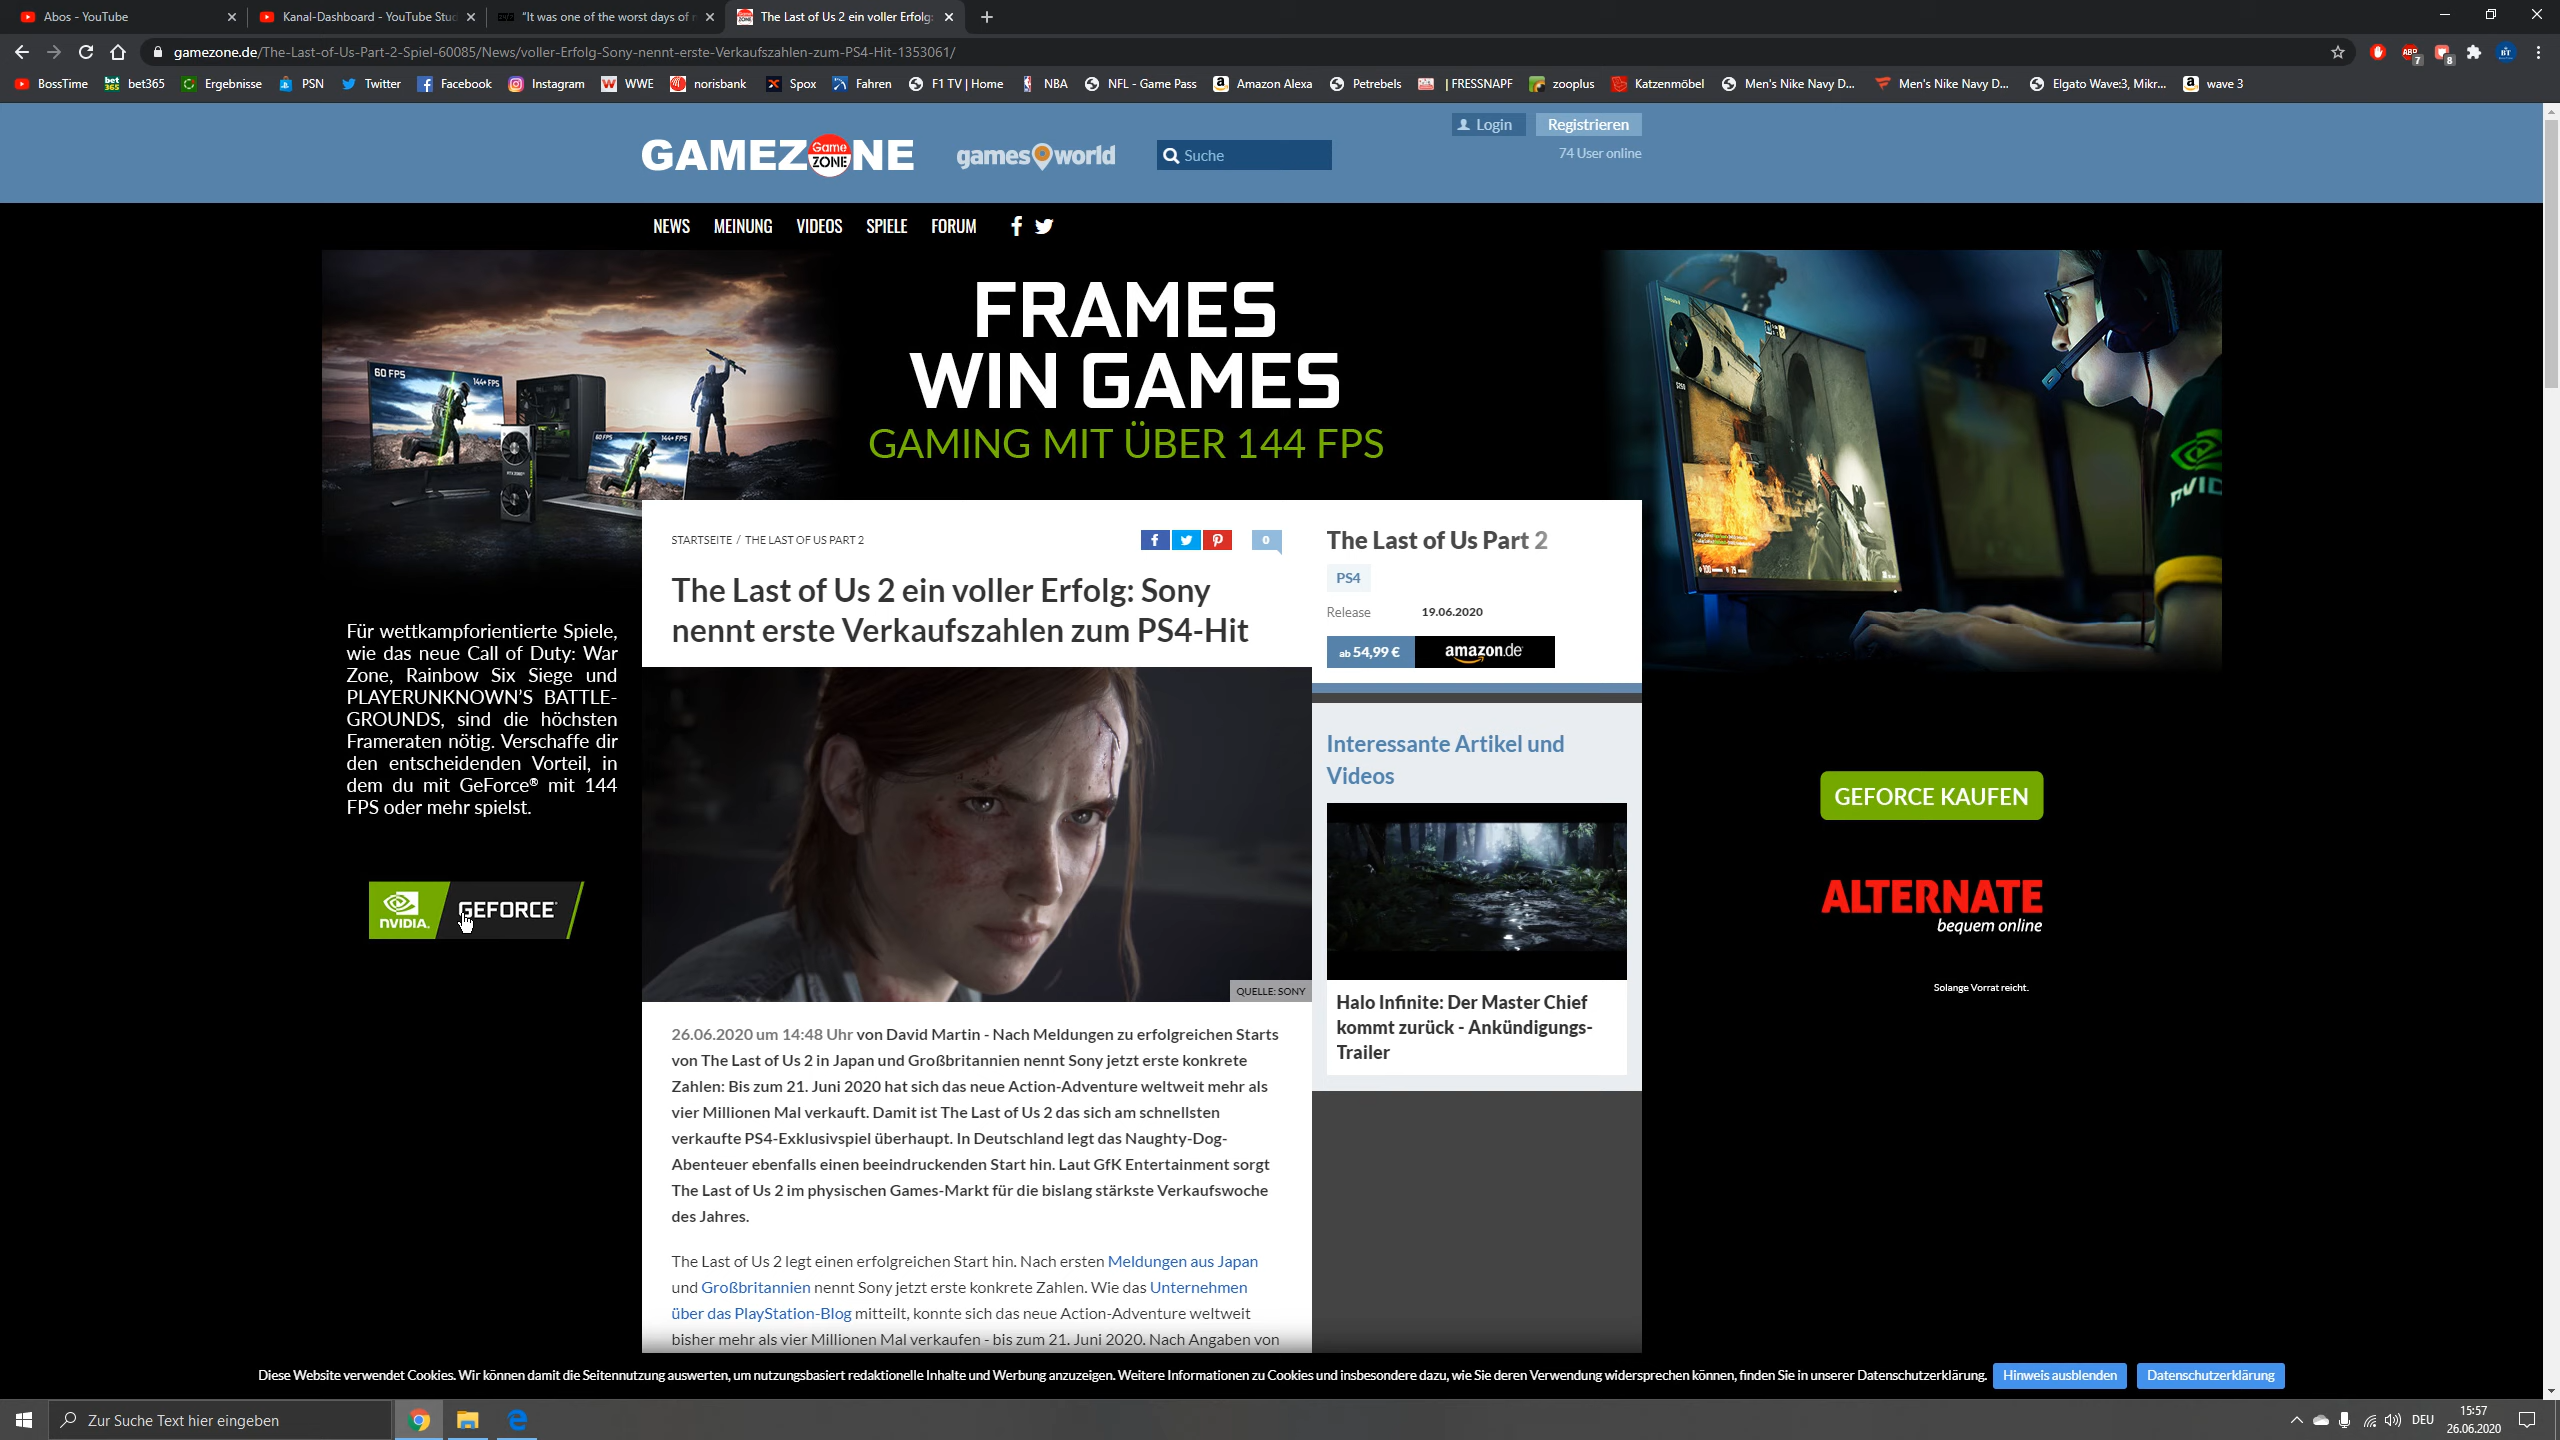 Abos - YouTube
Kanal-Dashboard - YouTube Stud
"It was one of the worst days of
The Last of Us 2 ein voller Erfolg:
gamezone.de/The-Last-of-Us-Part-2-Spiel-60085/News/voller-Erfolg-Sony-nennt-erste-Verkaufszahlen-zum-PS4-Hit-1353061/
ABP 7 8 BT
BossTime bet365 Ergebnisse PSN Twitter Facebook Instagram WWE norisbank Spox Fahren F1 TV | Home NBA NFL - Game Pass Amazon Alexa Petrebels | FRESSNAPF zooplus Katzenmöbel Men's Nike Navy D... Men's Nike Navy D... Elgato Wave:3, Mikr... wave 3
Login Registrieren
GAMEZONE Game ZONE
games world
Suche
74 User online
NEWS MEINUNG VIDEOS SPIELE FORUM
FRAMES
WIN GAMES
GAMING MIT ÜBER 144 FPS
60 FPS 144+ FPS
60 FPS 144+ FPS
NVIDIA
Für wettkampforientierte Spiele,
wie das neue Call of Duty: War
Zone, Rainbow Six Siege und
PLAYERUNKNOWN'S BATTLE-
GROUNDS, sind die höchsten
Frameraten nötig. Verschaffe dir
den entscheidenden Vorteil, in
dem du mit GeForce® mit 144
FPS oder mehr spielst.
NVIDIA. GEFORCE
STARTSEITE / THE LAST OF US PART 2
0
The Last of Us 2 ein voller Erfolg: Sony
nennt erste Verkaufszahlen zum PS4-Hit
QUELLE: SONY
26.06.2020 um 14:48 Uhr von David Martin - Nach Meldungen zu erfolgreichen Starts
von The Last of Us 2 in Japan und Großbritannien nennt Sony jetzt erste konkrete
Zahlen: Bis zum 21. Juni 2020 hat sich das neue Action-Adventure weltweit mehr als
vier Millionen Mal verkauft. Damit ist The Last of Us 2 das sich am schnellsten
verkaufte PS4-Exklusivspiel überhaupt. In Deutschland legt das Naughty-Dog-
Abenteuer ebenfalls einen beeindruckenden Start hin. Laut GfK Entertainment sorgt
The Last of Us 2 im physischen Games-Markt für die bislang stärkste Verkaufswoche
des Jahres.
The Last of Us 2 legt einen erfolgreichen Start hin. Nach ersten Meldungen aus Japan
und Großbritannien nennt Sony jetzt erste konkrete Zahlen. Wie das Unternehmen
über das PlayStation-Blog mitteilt, konnte sich das neue Action-Adventure weltweit
bisher mehr als vier Millionen Mal verkaufen - bis zum 21. Juni 2020. Nach Angaben von
The Last of Us Part 2
PS4
Release 19.06.2020
ab 54,99 € amazon.de
Interessante Artikel und
Videos
Halo Infinite: Der Master Chief
kommt zurück - Ankündigungs-
Trailer
GEFORCE KAUFEN
ALTERNATE
bequem online
Solange Vorrat reicht.
Diese Website verwendet Cookies. Wir können damit die Seitennutzung auswerten, um nutzungsbasiert redaktionelle Inhalte und Werbung anzuzeigen. Weitere Informationen zu Cookies und insbesondere dazu, wie Sie deren Verwendung widersprechen können, finden Sie in unserer Datenschutzerklärung. Hinweis ausblenden Datenschutzerklärung
Zur Suche Text hier eingeben
DEU
15:57
26.06.2020